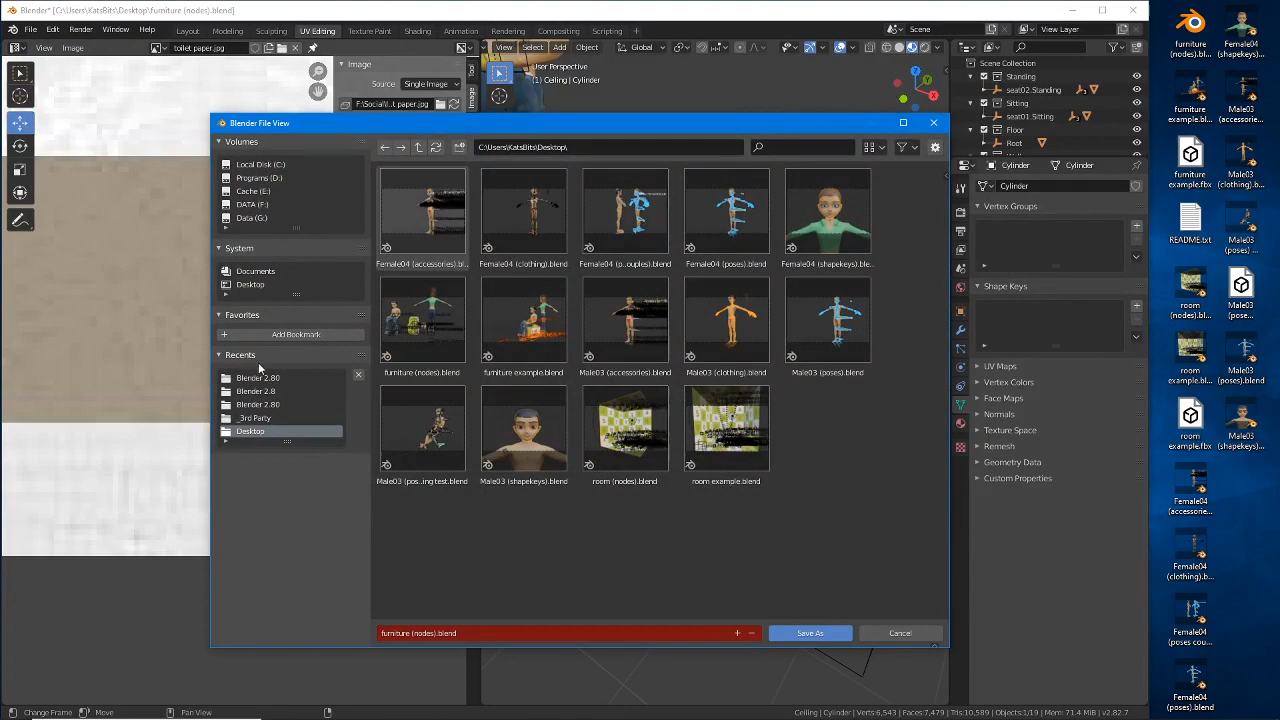 Blender* [C:\Users\KatsBits\Desktop\furniture (nodes).blend]
File Edit Render Window Help Layout Modeling Sculpting UV Editing Texture Paint Shading Animation Rendering Compositing Scripting Scene View Layer
View Image toilet paper.jpg View Select Add Object Global
Image
Source Single Image
F:\Social\I..t paper.jpg
Tool
Image
User Perspective
(1) Ceiling | Cylinder
Scene Collection
Standing
seat02.Standing
Sitting
seat01.Sitting
Floor
Root
Cylinder Cylinder
Cylinder
Vertex Groups
Shape Keys
UV Maps
Vertex Colors
Face Maps
Normals
Texture Space
Remesh
Geometry Data
Custom Properties
Blender File View
Volumes
Local Disk (C:)
Programs (D:)
Cache (E:)
DATA (F:)
Data (G:)
System
Documents
Desktop
Favorites
Add Bookmark
Recents
Blender 2.80
Blender 2.8
Blender 2.80
_3rd Party
Desktop
C:\Users\KatsBits\Desktop\
Female04 (accessories).bl.. Female04 (clothing).blend Female04 (p..ouples).blend Female04 (poses).blend Female04 (shapekeys).ble..
furniture (nodes).blend furniture example.blend Male03 (accessories).blend Male03 (clothing).blend Male03 (poses).blend
Male03 (pos..ing test.blend Male03 (shapekeys).blend room (nodes).blend room example.blend
furniture (nodes).blend
Save As Cancel
furniture (nodes).b...
Female04 (shapekeys)...
furniture example.bl...
Male03 (accessorie...
furniture example.fbx
Male03 (clothing).b...
README.txt
Male03 (poses) ...
room (nodes).bl...
Male03 (pose...
room example.bl...
Male03 (poses).blend
room example.fbx
Male03 (shapekeys)...
Female04 (accessorie...
Female04 (clothing).b...
Female04 (poses cou...
Female04 (poses).blend
Change Frame Move Pan View
Ceiling | Cylinder | Verts:6,543 | Faces:7,479 | Tris:10,589 | Objects:1/19 | Mem: 71.4 MiB | v2.82.7